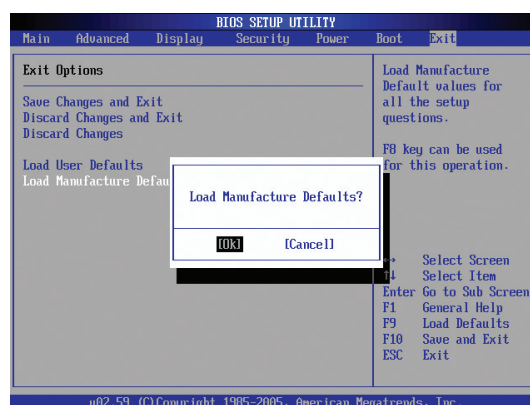 BIOS SETUP UTILITY
Main Advanced Display Security Power Boot Exit
Exit Options
Save Changes and Exit
Discard Changes and Exit
Discard Changes
Load User Defaults
Load Manufacture Defau
Load Manufacture Defaults?
[Ok] [Cancel]
Load Manufacture
Default values for
all the setup
questions.
F8 key can be used
for this operation.
↔ Select Screen
↑↓ Select Item
Enter Go to Sub Screen
F1 General Help
F9 Load Defaults
F10 Save and Exit
ESC Exit
v02.59 (C)Copyright 1985-2005, American Megatrends, Inc.